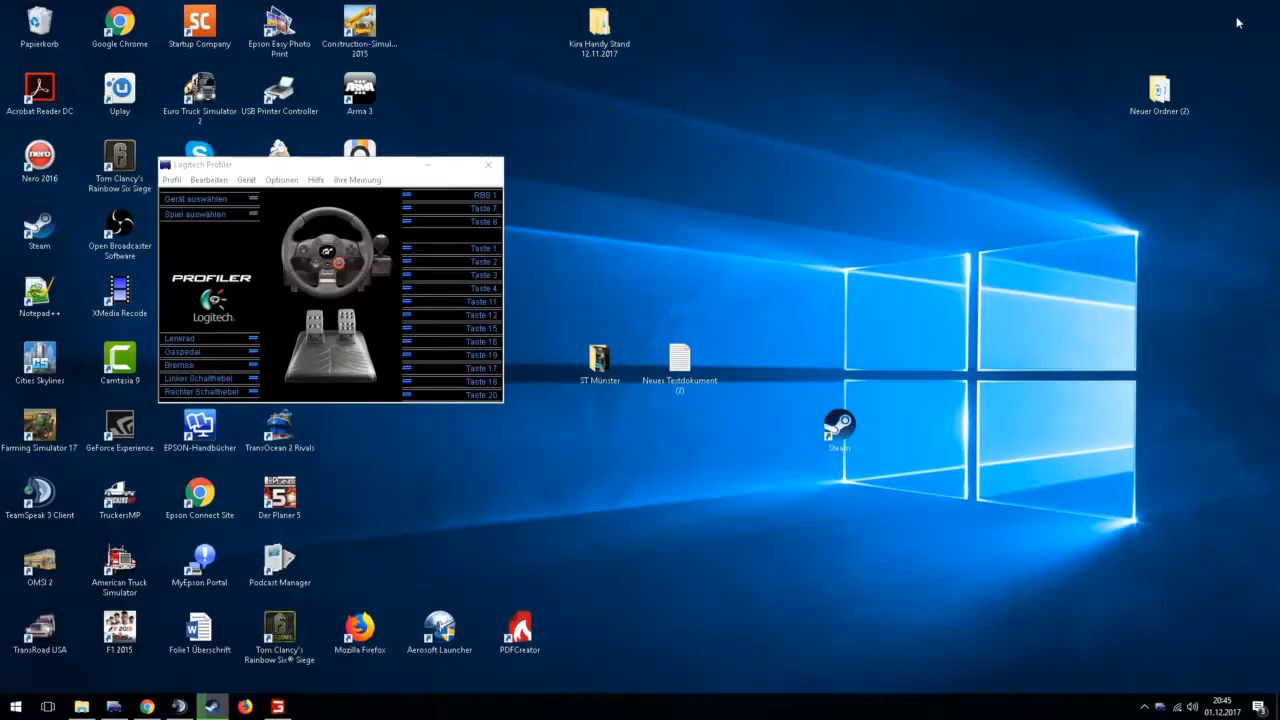 Papierkorb
Google Chrome
SC
Startup Company
Epson Easy Photo
Print
Construction-Simul...
2015
Kira Handy Stand
12.11.2017
Acrobat Reader DC
Uplay
Euro Truck Simulator
2
USB Printer Controller
ARMA
Arma 3
Neuer Ordner (2)
nero
Nero 2016
6
Tom Clancy's
Rainbow Six Siege
Logitech Profiler
Profil
Bearbeiten
Gerät
Optionen
Hilfe
Ihre Meinung
Gerät auswählen
Spiel auswählen
PROFILER
Logitech
Lenkrad
Gaspedal
Bremse
Linker Schalthebel
Rechter Schalthebel
RBS 1
Taste 7
Taste 8
Taste 1
Taste 2
Taste 3
Taste 4
Taste 11
Taste 12
Taste 15
Taste 16
Taste 19
Taste 17
Taste 18
Taste 20
Steam
Open Broadcaster
Software
Notepad++
XMedia Recode
Cities Skylines
Camtasia 9
ST Münster
Neues Textdokument
(2)
Farming Simulator 17
GeForce Experience
EPSON-Handbücher
TransOcean 2 Rivals
Steam
TeamSpeak 3 Client
TruckersMP
Epson Connect Site
PLANER
5
Der Planer 5
OMSI 2
American Truck
Simulator
MyEpson Portal
Podcast Manager
TransRoad USA
F1 2015
Folie1 Überschrift
Tom Clancy's
Rainbow Six® Siege
Mozilla Firefox
Aerosoft Launcher
PDFCreator
20:45
01.12.2017
3